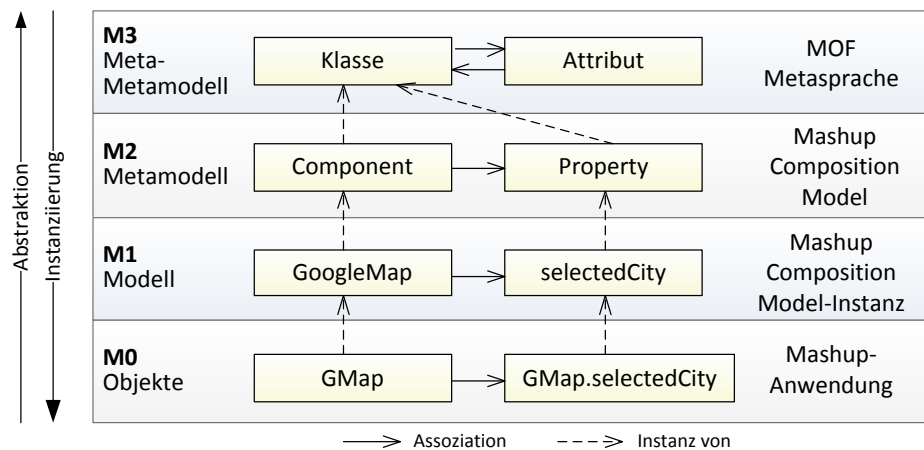 Abstraktion
Instanziierung
M3
Meta-
Metamodell
Klasse
Attribut
MOF
Metasprache
M2
Metamodell
Component
Property
Mashup
Composition
Model
M1
Modell
GoogleMap
selectedCity
Mashup
Composition
Model-Instanz
M0
Objekte
GMap
GMap.selectedCity
Mashup-
Anwendung
Assoziation
Instanz von